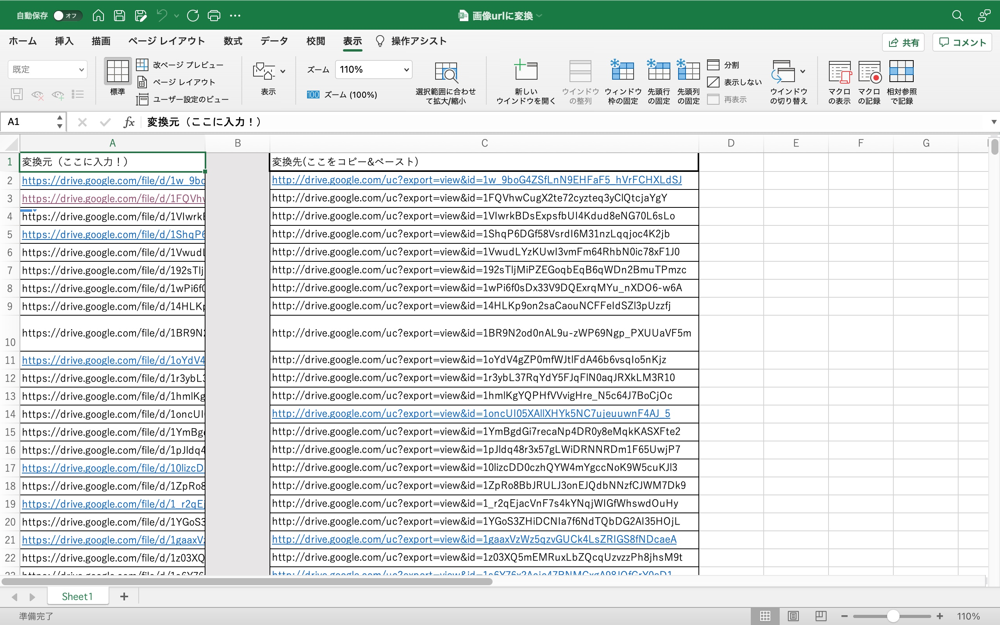 自動保存 オフ
画像urlに変換
ホーム 挿入 描画 ページ レイアウト 数式 データ 校閲 表示 操作アシスト 共有 コメント
既定
標準
改ページ プレビュー
ページ レイアウト
ユーザー設定のビュー
表示
ズーム 110%
100 ズーム (100%)
選択範囲に合わせ
て拡大/縮小
新しい
ウインドウを開く
ウインドウ
の整列
ウィンドウ
枠の固定
先頭行
の固定
先頭列
の固定
分割
表示しない
再表示
ウインドウ
の切り替え
マクロ
の表示
マクロ
の記録
相対参照
で記録
A1 fx 変換元（ここに入力！）
A B C D E F G
1 変換元（ここに入力！） 変換先(ここをコピー&ペースト）
2 https://drive.google.com/file/d/1w_9bo http://drive.google.com/uc?export=view&id=1w_9boG4ZSfLnN9EHFaF5_hVrFCHXLdSJ
3 https://drive.google.com/file/d/1FQVhw http://drive.google.com/uc?export=view&id=1FQVhwCugX2te72cyzteq3yClQtcjaYgY
4 https://drive.google.com/file/d/1VIwrkB http://drive.google.com/uc?export=view&id=1VIwrkBDsExpsfbUI4Kdud8eNG70L6sLo
5 https://drive.google.com/file/d/1ShqP6 http://drive.google.com/uc?export=view&id=1ShqP6DGf58VsrdI6M31nzLqqjoc4K2jb
6 https://drive.google.com/file/d/1VwudL http://drive.google.com/uc?export=view&id=1VwudLYzKUwI3vmFm64RhbN0ic78xF1J0
7 https://drive.google.com/file/d/192sTIj http://drive.google.com/uc?export=view&id=192sTIjMiPZEGoqbEqB6qWDn2BmuTPmzc
8 https://drive.google.com/file/d/1wPi6f0 http://drive.google.com/uc?export=view&id=1wPi6f0sDx33V9DQExrqMYu_nXDO6-w6A
9 https://drive.google.com/file/d/14HLKp http://drive.google.com/uc?export=view&id=14HLKp9on2saCaouNCFFeIdSZI3pUzzfj
10 https://drive.google.com/file/d/1BR9N2 http://drive.google.com/uc?export=view&id=1BR9N2od0nAL9u-zWP69Ngp_PXUUaVF5m
11 https://drive.google.com/file/d/1oYdV4 http://drive.google.com/uc?export=view&id=1oYdV4gZP0mfWJtIFdA46b6vsqIo5nKjz
12 https://drive.google.com/file/d/1r3ybL3 http://drive.google.com/uc?export=view&id=1r3ybL37RqYdY5FJqFIN0aqJRXkLM3R10
13 https://drive.google.com/file/d/1hmlKg http://drive.google.com/uc?export=view&id=1hmlKgYQPHfVVvigHre_N5c64J7BoCjOc
14 https://drive.google.com/file/d/1oncUI http://drive.google.com/uc?export=view&id=1oncUI05XAllXHYk5NC7ujeuuwnF4AJ_5
15 https://drive.google.com/file/d/1YmBg http://drive.google.com/uc?export=view&id=1YmBgdGi7recaNp4DR0y8eMqkKASXFte2
16 https://drive.google.com/file/d/1pJldq4 http://drive.google.com/uc?export=view&id=1pJldq48r3x57gLWiDRNNRDm1F65UwjP7
17 https://drive.google.com/file/d/10lizcD http://drive.google.com/uc?export=view&id=10lizcDD0czhQYW4mYgccNoK9W5cuKJI3
18 https://drive.google.com/file/d/1ZpRo8 http://drive.google.com/uc?export=view&id=1ZpRo8BbJRULJ3onEJQdbNNzfCJWM7Dk9
19 https://drive.google.com/file/d/1_r2qEj http://drive.google.com/uc?export=view&id=1_r2qEjacVnF7s4kYNqjWIGfWhswdOuHy
20 https://drive.google.com/file/d/1YGoS3 http://drive.google.com/uc?export=view&id=1YGoS3ZHiDCNIa7f6NdTQbDG2AI35HOjL
21 https://drive.google.com/file/d/1gaaxVz http://drive.google.com/uc?export=view&id=1gaaxVzWz5qzvGUCk4LsZRIGS8fNDcaeA
22 https://drive.google.com/file/d/1z03XQ http://drive.google.com/uc?export=view&id=1z03XQ5mEMRuxLbZQcqUzvzzPh8jhsM9t
Sheet1
準備完了 110%